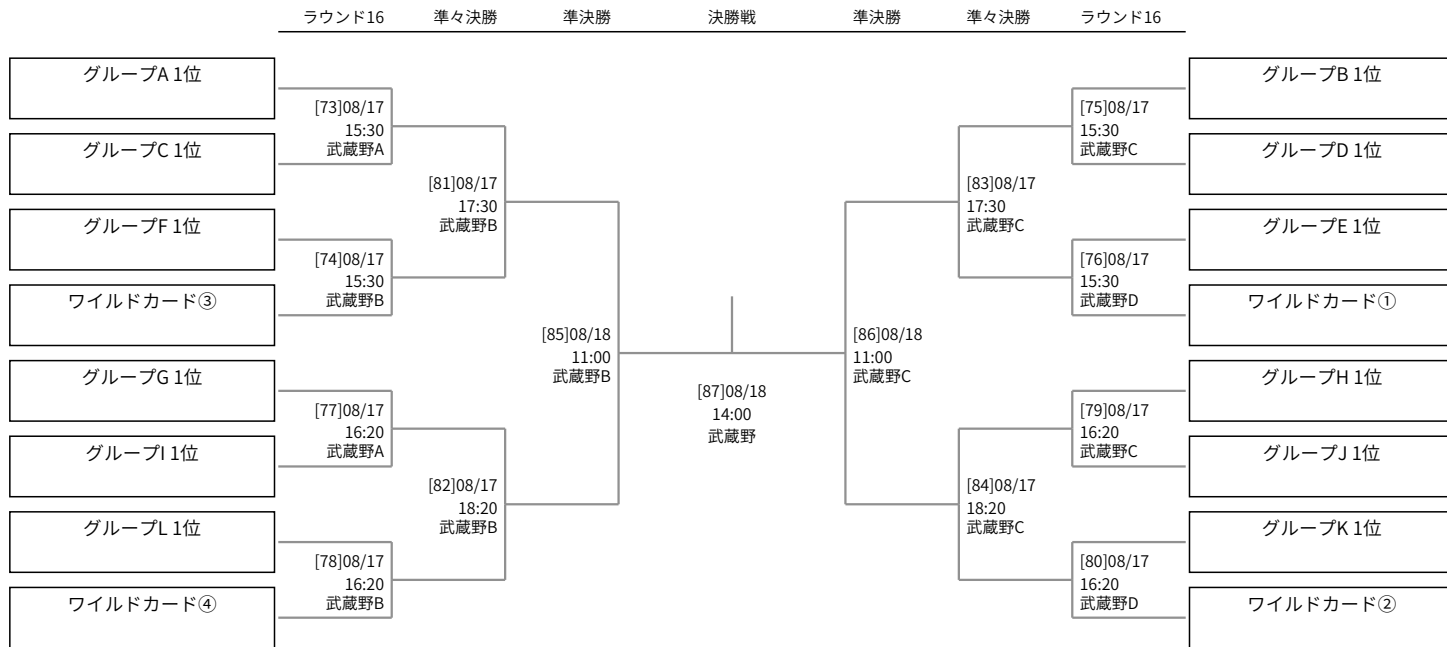 ラウンド16 準々決勝 準決勝 決勝戦 準決勝 準々決勝 ラウンド16
グループA 1位
グループC 1位
グループF 1位
ワイルドカード③
グループG 1位
グループI 1位
グループL 1位
ワイルドカード④
[73]08/17
15:30
武蔵野A
[74]08/17
15:30
武蔵野B
[77]08/17
16:20
武蔵野A
[78]08/17
16:20
武蔵野B
[81]08/17
17:30
武蔵野B
[82]08/17
18:20
武蔵野B
[85]08/18
11:00
武蔵野B
[87]08/18
14:00
武蔵野
[86]08/18
11:00
武蔵野C
[83]08/17
17:30
武蔵野C
[84]08/17
18:20
武蔵野C
[75]08/17
15:30
武蔵野C
[76]08/17
15:30
武蔵野D
[79]08/17
16:20
武蔵野C
[80]08/17
16:20
武蔵野D
グループB 1位
グループD 1位
グループE 1位
ワイルドカード①
グループH 1位
グループJ 1位
グループK 1位
ワイルドカード②